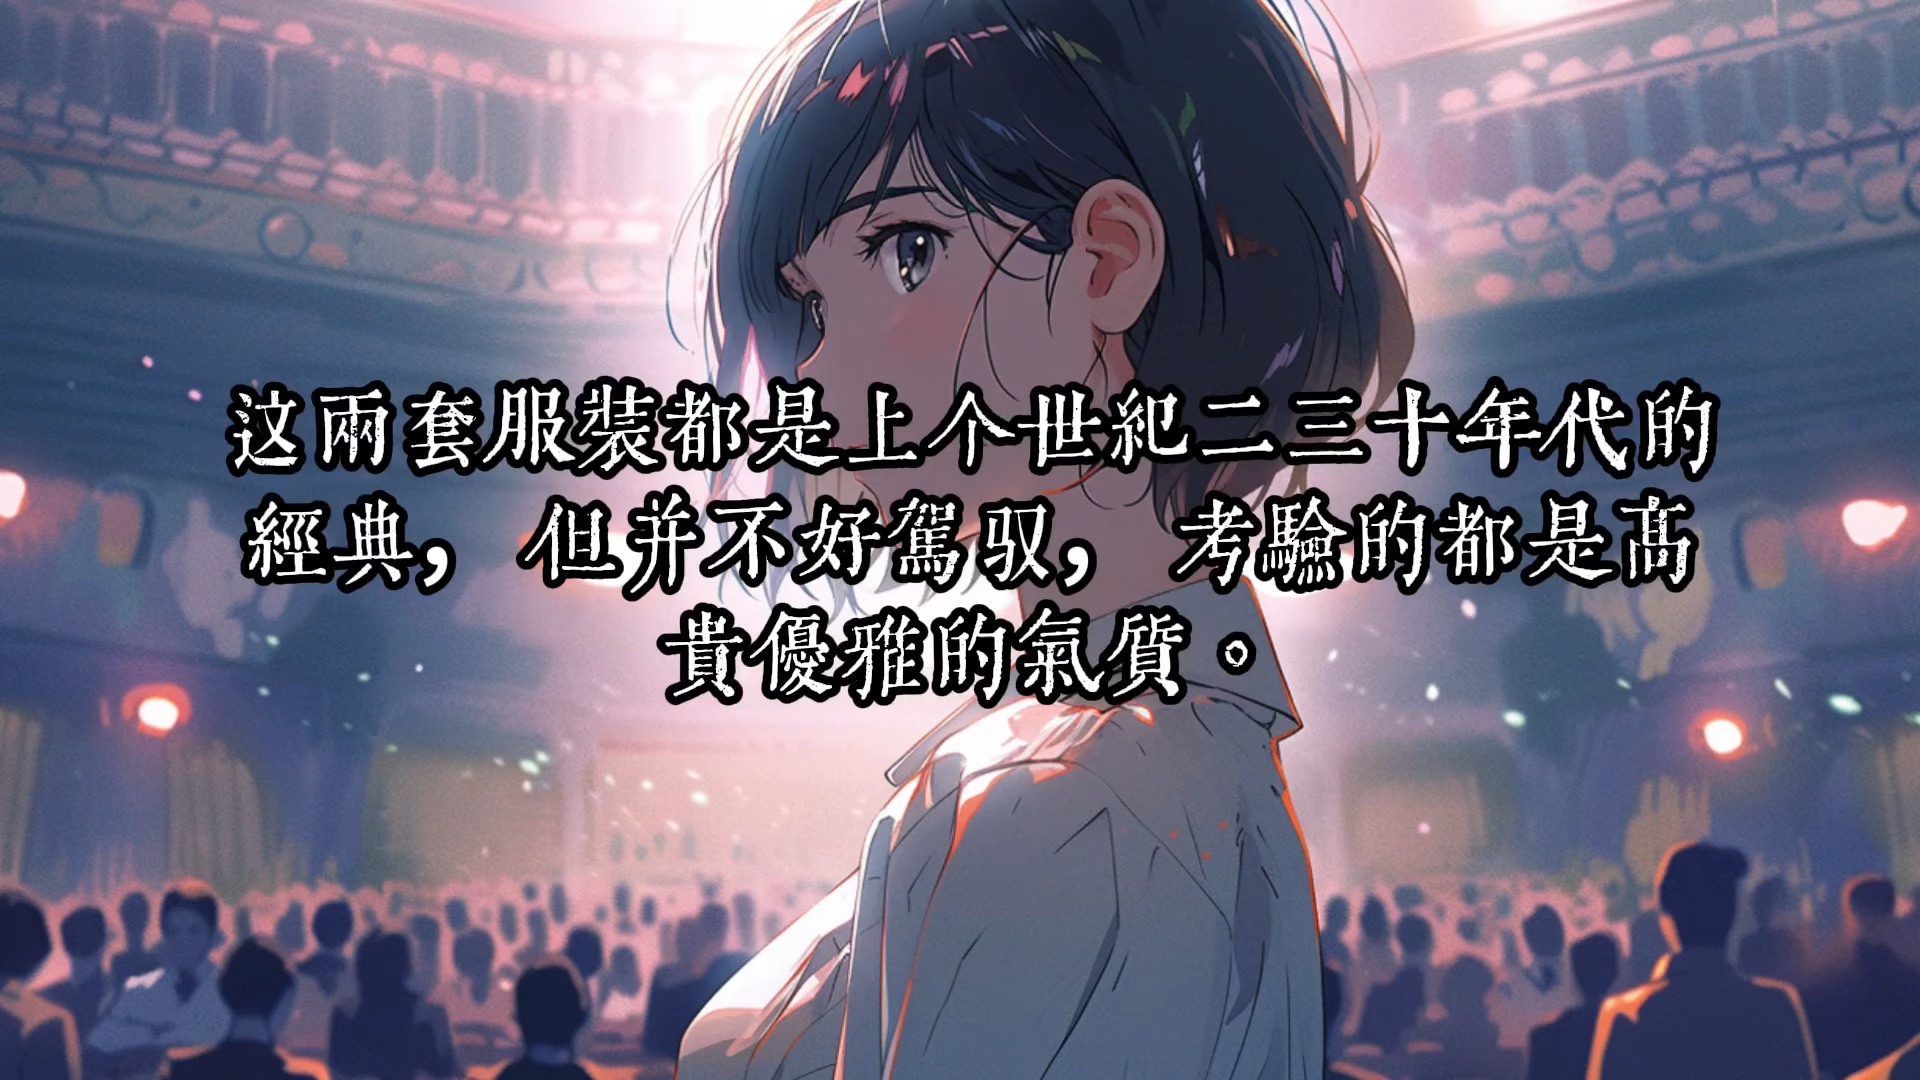 这兩套服裝都是上个世紀二三十年代的
經典，但并不好駕驭，考驗的都是高
貴優雅的氣质。